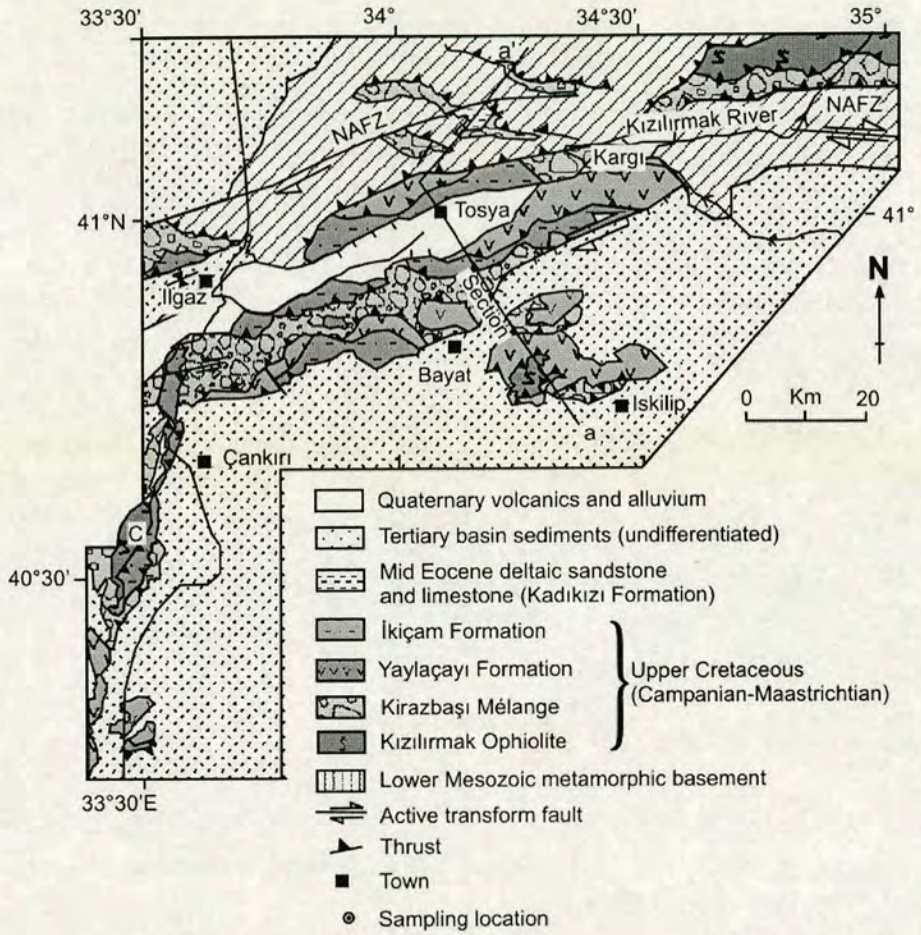 33°30'
34°
34°30'
35°
a'
NAFZ
Kızılırmak River
NAFZ
Kargı
41°N
Tosya
41°
Ilgaz
Section
N
Bayat
0 Km 20
Iskilip
a
Çankırı
C
40°30'
33°30'E
Quaternary volcanics and alluvium
Tertiary basin sediments (undifferentiated)
Mid Eocene deltaic sandstone
and limestone (Kadıkızı Formation)
İkiçam Formation
Yaylaçayı Formation
Kirazbaşı Mélange
Kızılırmak Ophiolite
Upper Cretaceous
(Campanian-Maastrichtian)
Lower Mesozoic metamorphic basement
Active transform fault
Thrust
Town
Sampling location